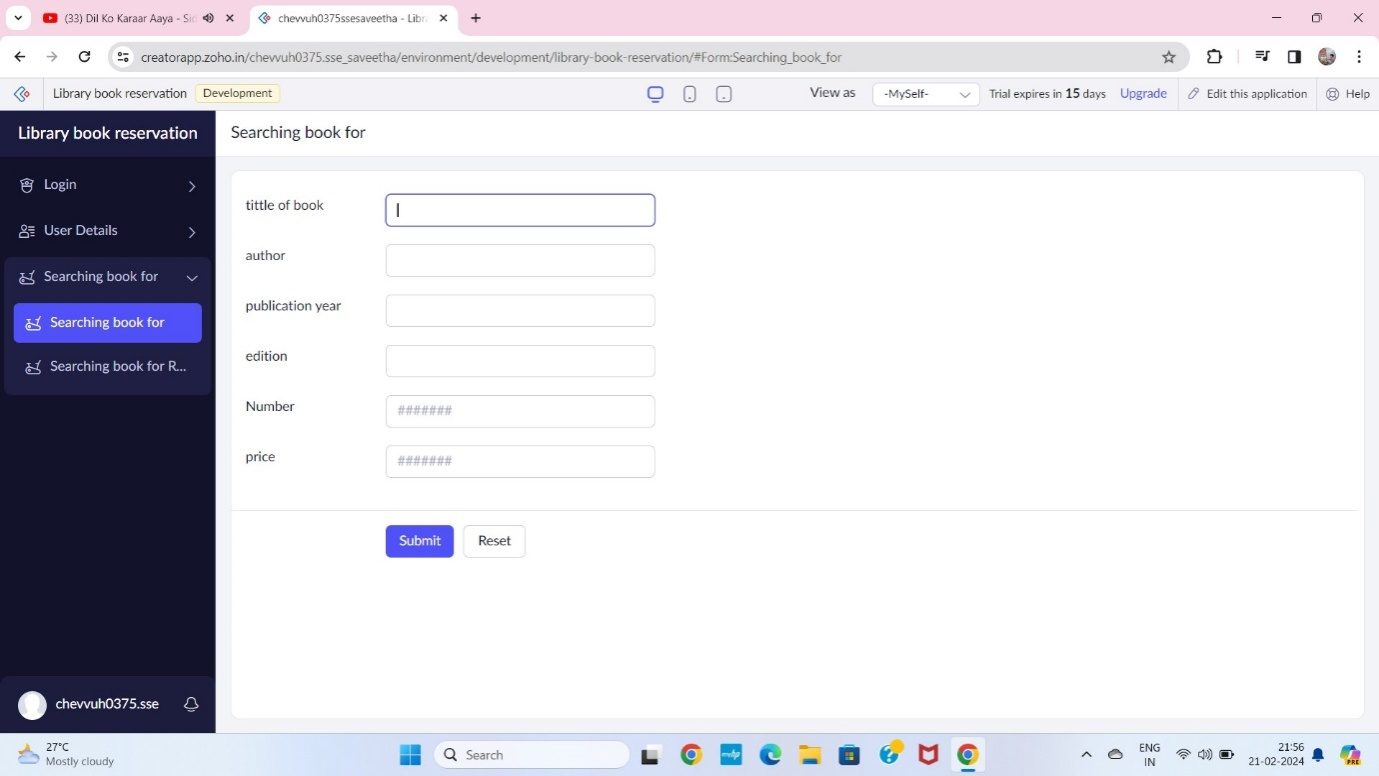 (33) Dil Ko Karaar Aaya - Sid
chevvuh0375ssesaveetha - Libr
creatorapp.zoho.in/chevvuh0375.sse_saveetha/environment/development/library-book-reservation/#Form:Searching_book_for
Library book reservation Development View as -MySelf- Trial expires in 15 days Upgrade Edit this application Help
Library book reservation
Searching book for
Login
User Details
Searching book for
Searching book for
Searching book for R...
tittle of book
author
publication year
edition
Number #######
price #######
Submit Reset
chevvuh0375.sse
27°C
Mostly cloudy
Search
myHP
ENG
IN
21:56
21-02-2024
PRE